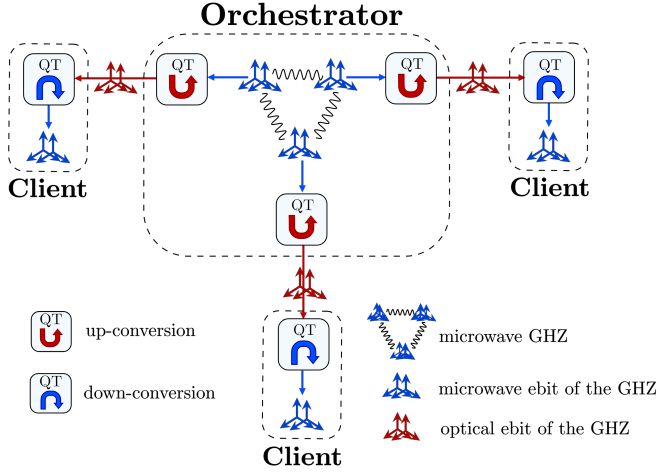 Orchestrator
QT
QT
QT
QT
Client
Client
QT
QT
Client
QT
up-conversion
QT
down-conversion
microwave GHZ
microwave ebit of the GHZ
optical ebit of the GHZ